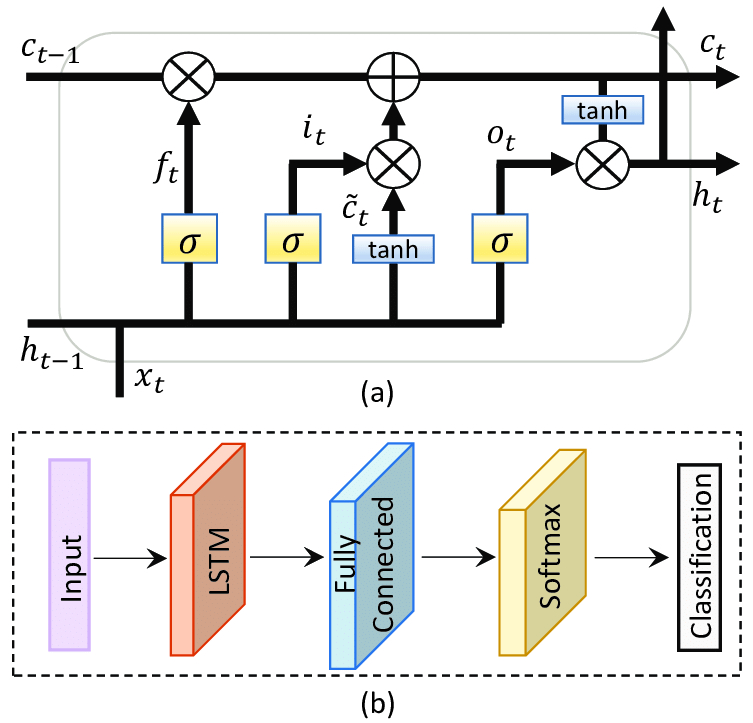 c_{t-1}
c_t
tanh
i_t
o_t
f_t
h_t
c̃_t
σ
σ
tanh
σ
h_{t-1}
x_t
(a)
Input
LSTM
Fully
Connected
Softmax
Classification
(b)